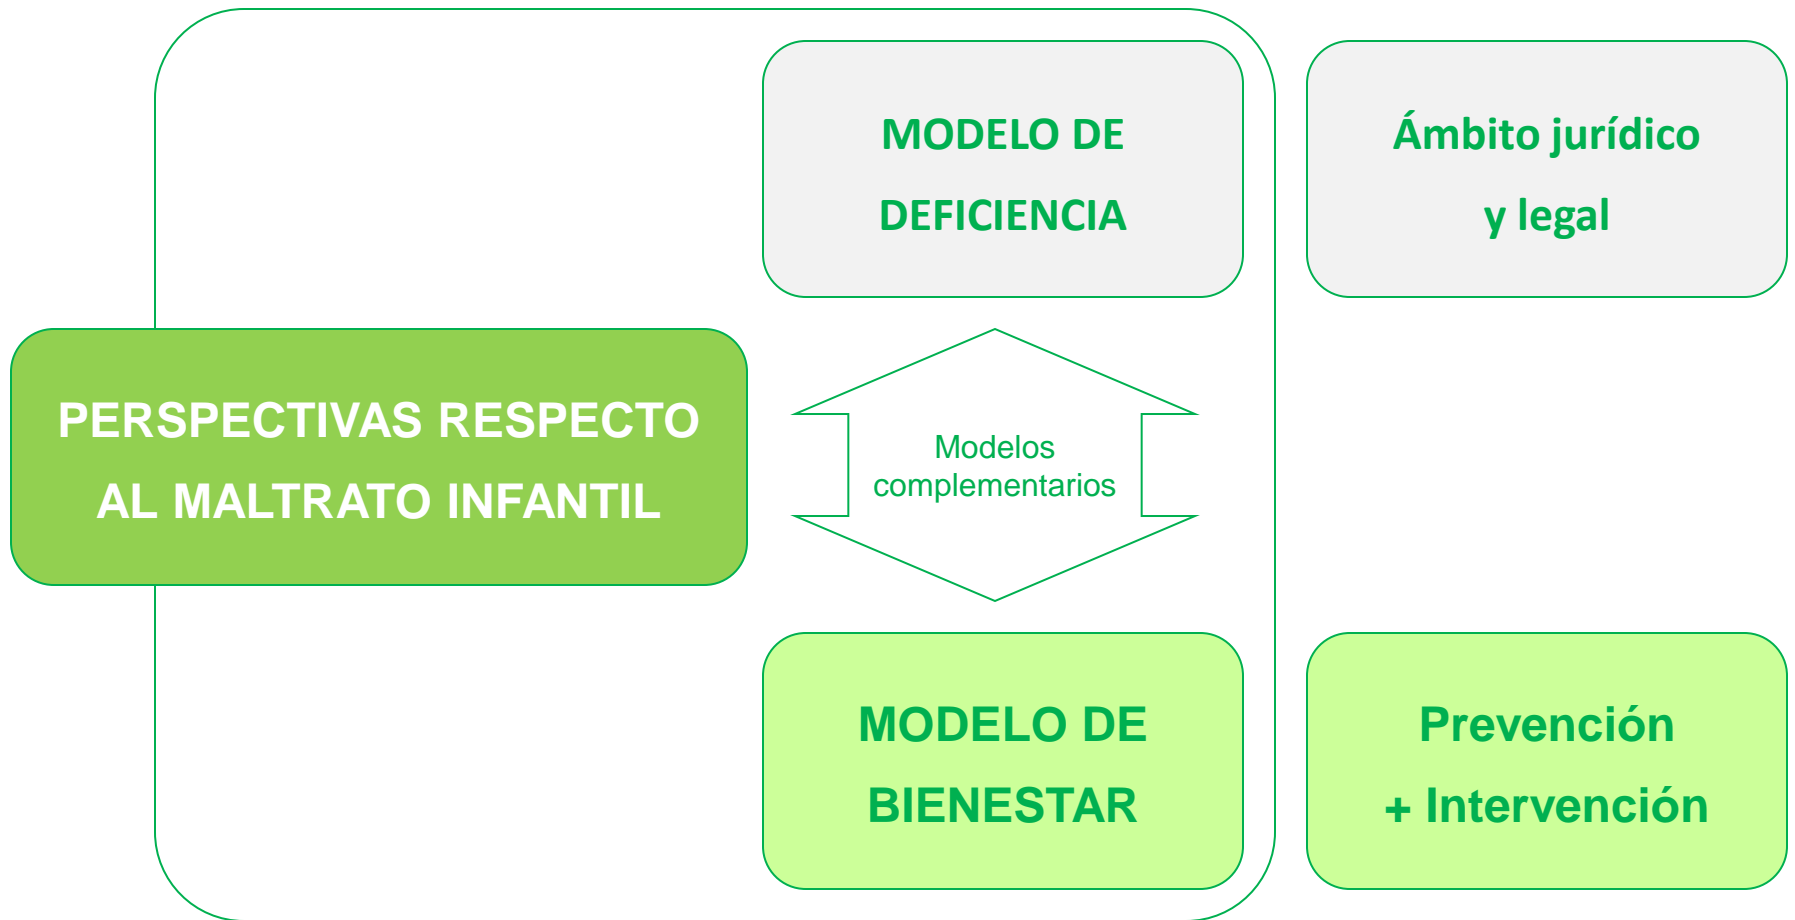 MODELO DE
DEFICIENCIA
Ámbito jurídico
y legal
PERSPECTIVAS RESPECTO
AL MALTRATO INFANTIL
Modelos
complementarios
MODELO DE
BIENESTAR
Prevención
+ Intervención